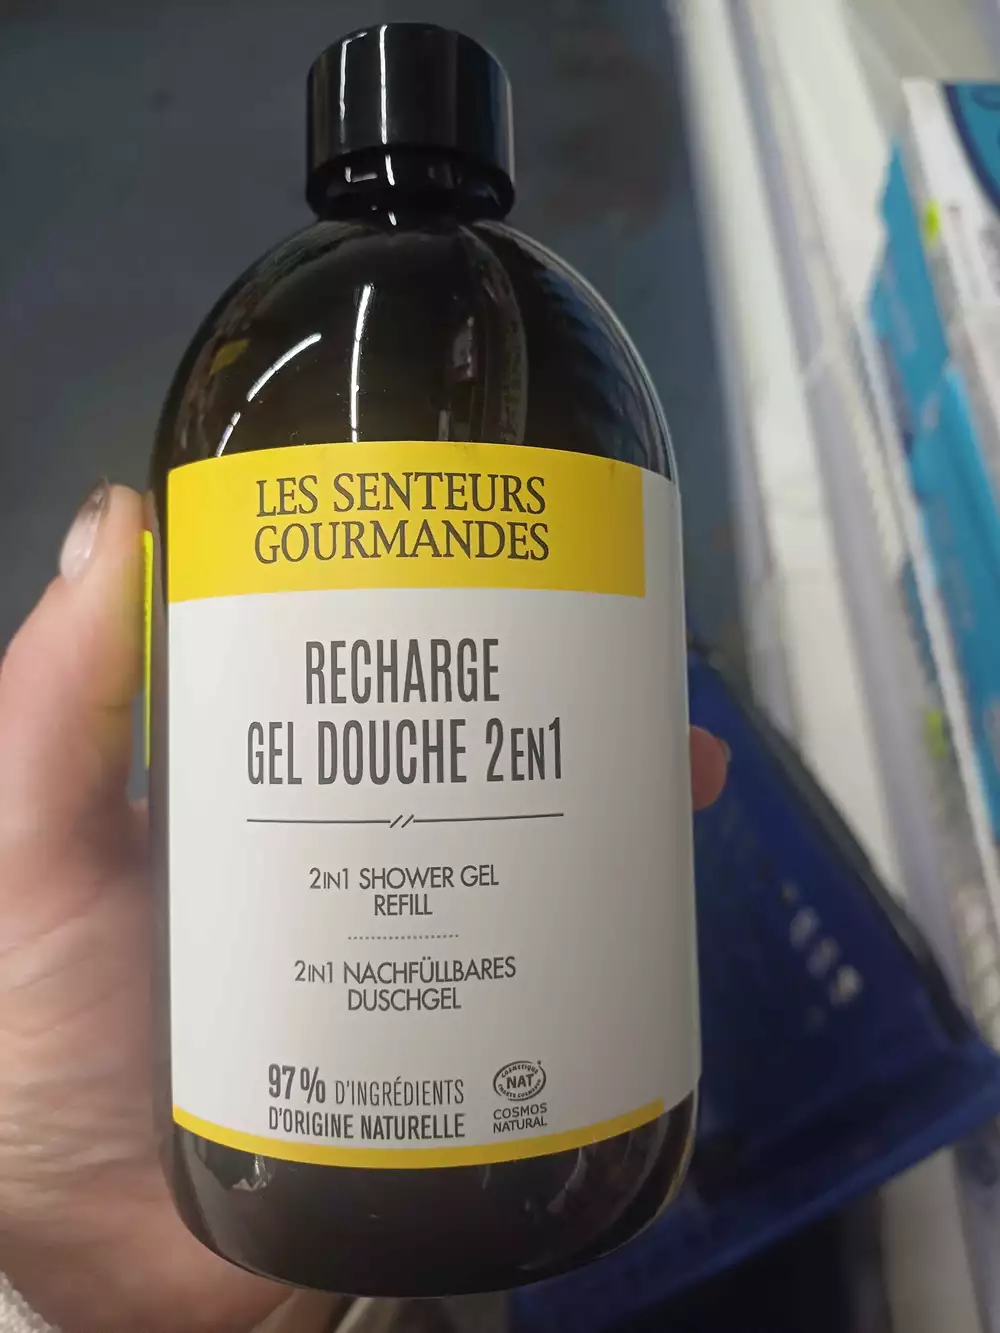 LES SENTEURS
GOURMANDES
RECHARGE
GEL DOUCHE 2EN1
2IN1 SHOWER GEL
REFILL
2IN1 NACHFÜLLBARES
DUSCHGEL
97% D'INGRÉDIENTS
D'ORIGINE NATURELLE
COSMÉTIQUE
NAT
COSMOS
NATURAL